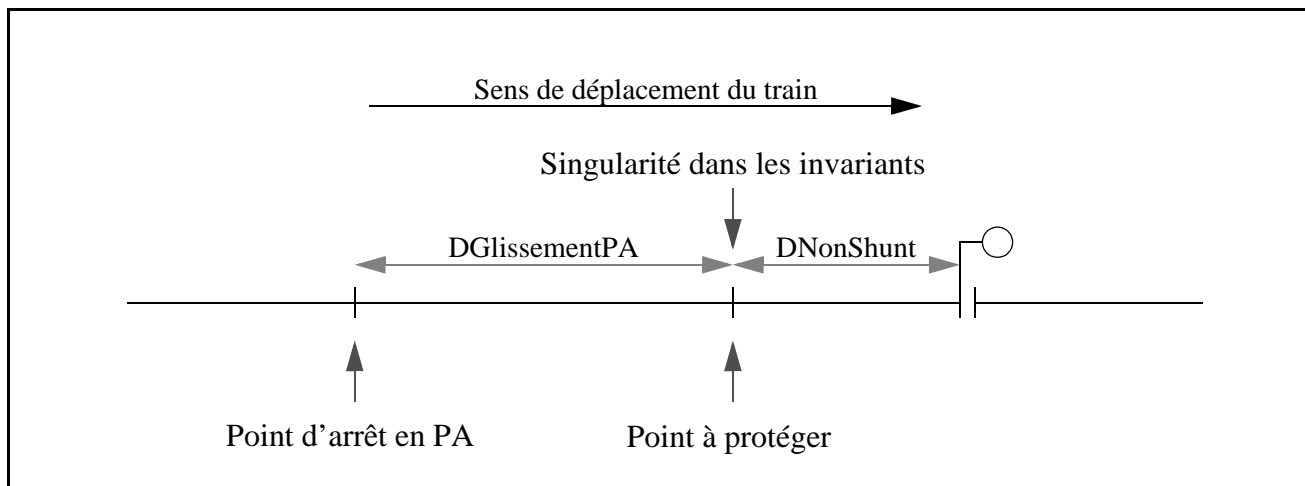 Sens de déplacement du train
Singularité dans les invariants
DGlissementPA
DNonShunt
Point d’arrêt en PA
Point à protéger